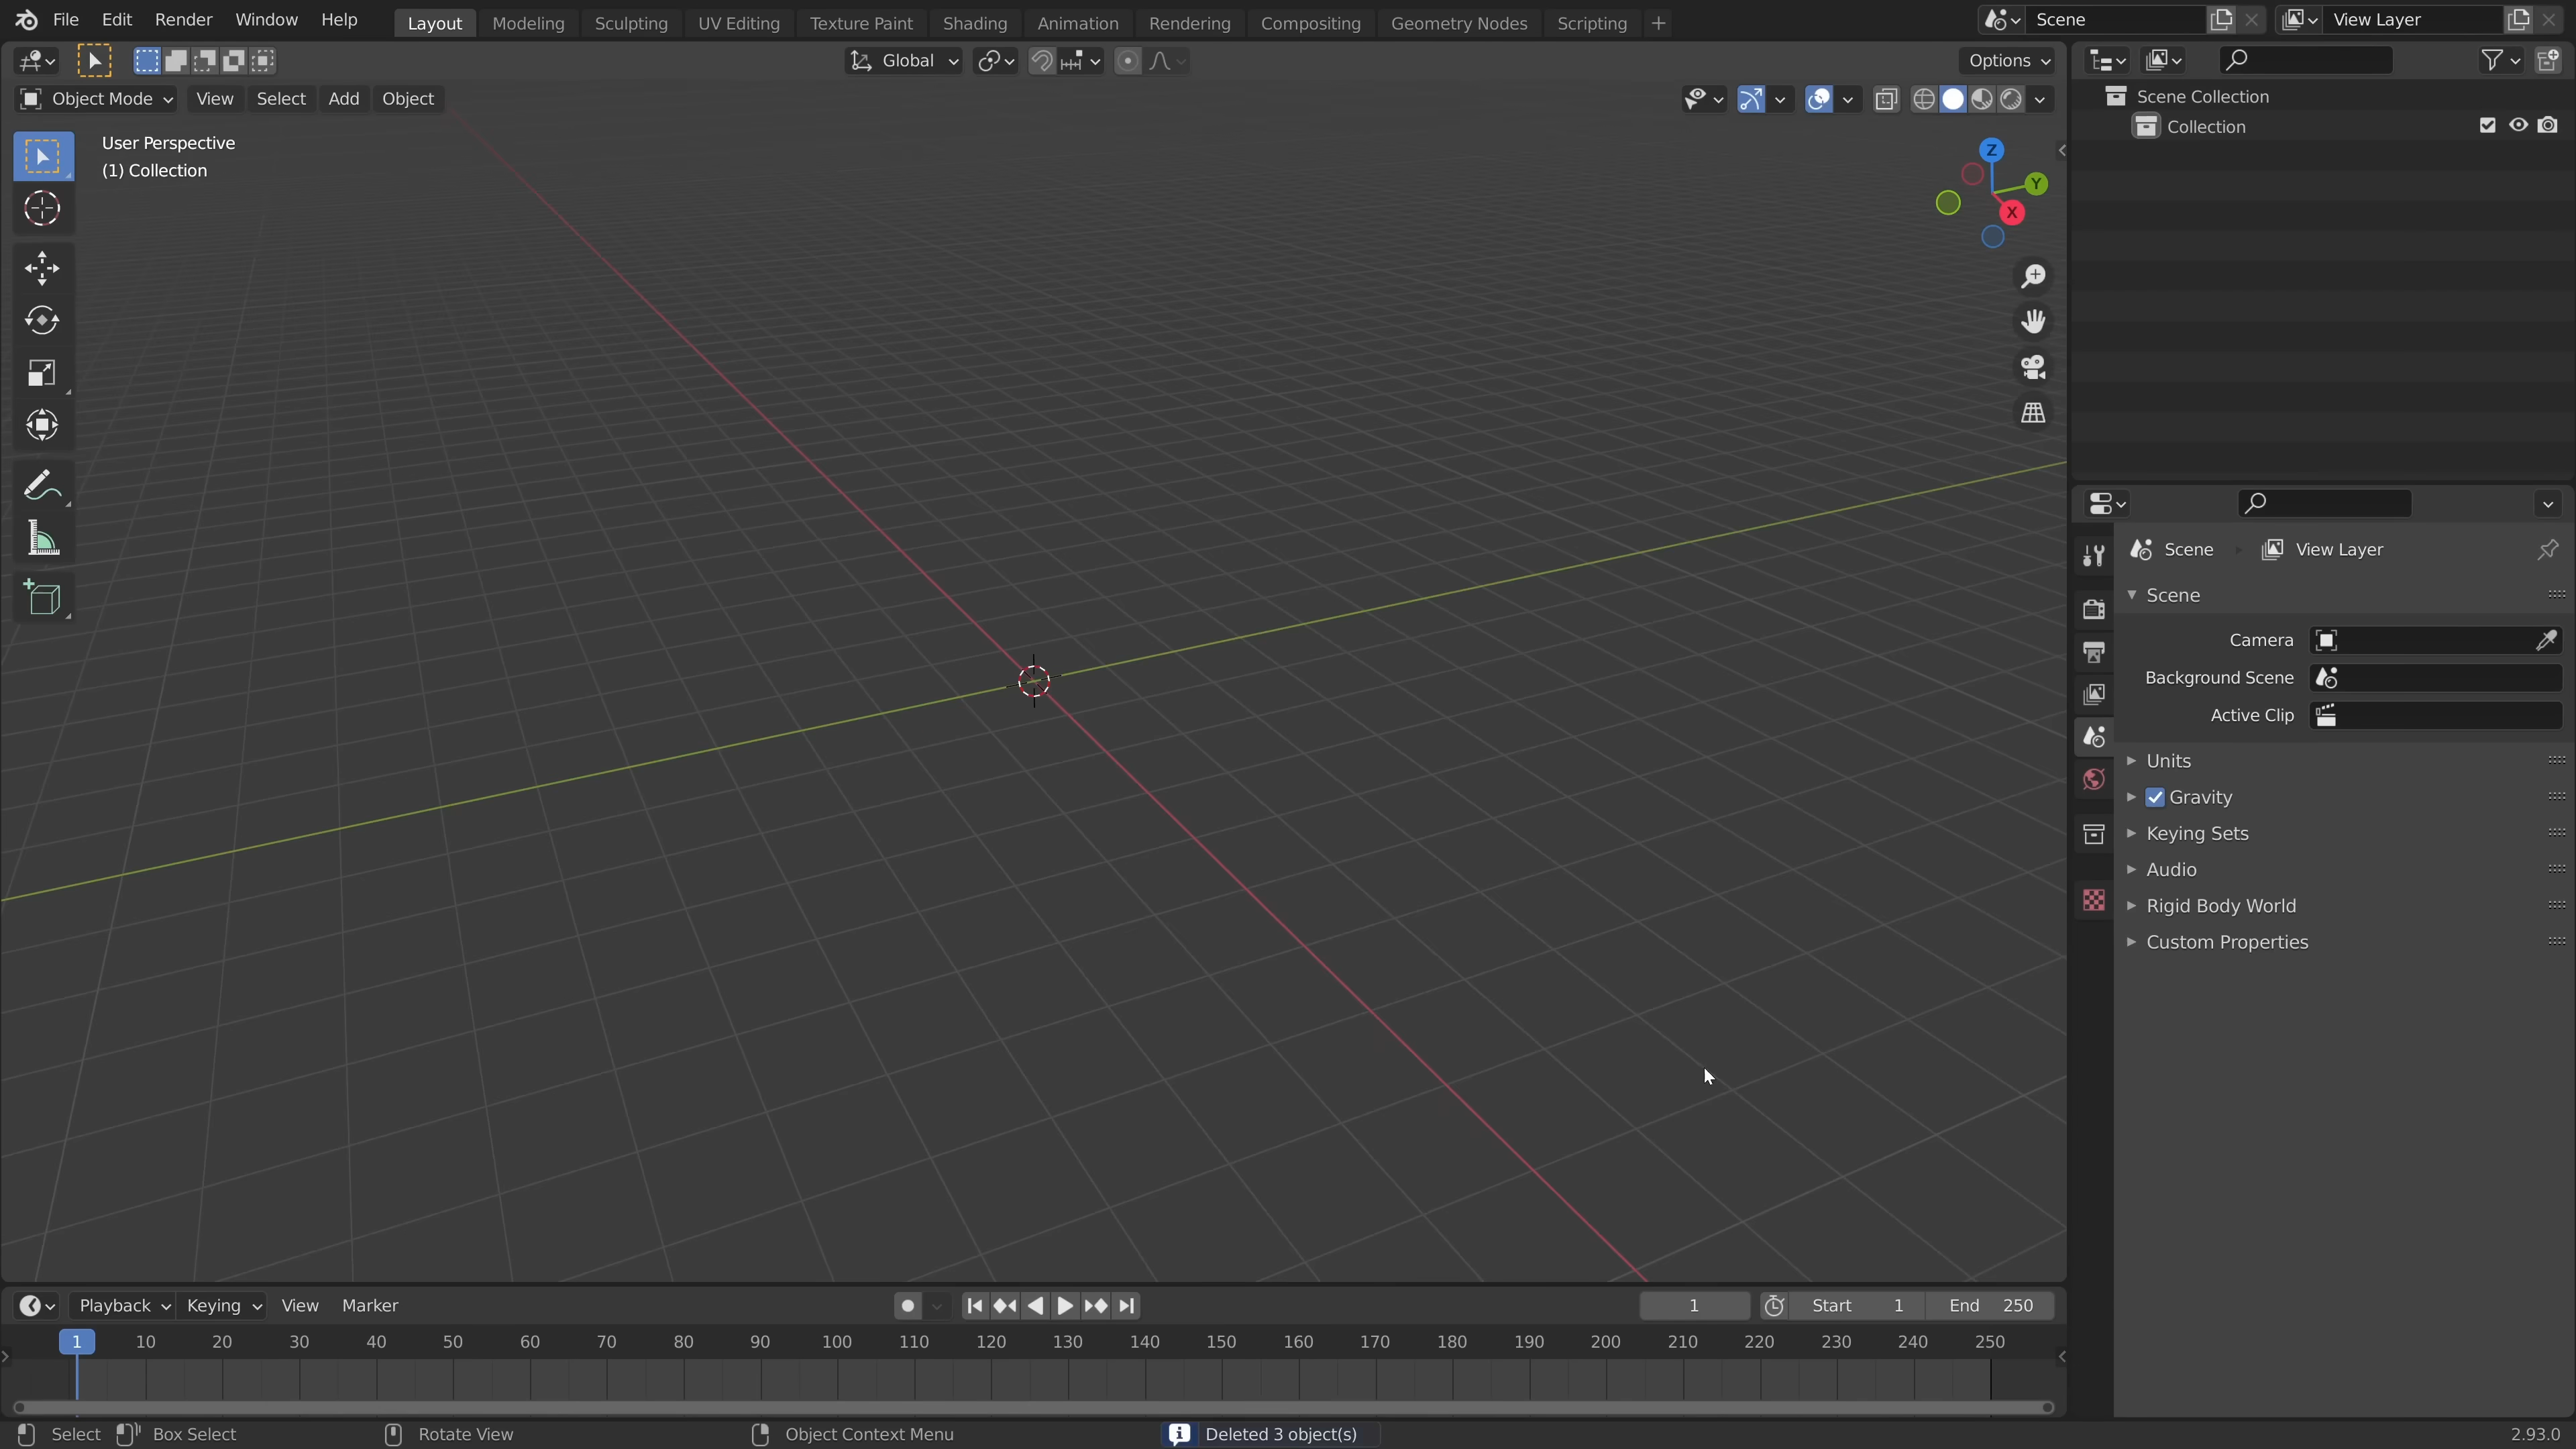 File Edit Render Window Help Layout Modeling Sculpting UV Editing Texture Paint Shading Animation Rendering Compositing Geometry Nodes Scripting + Scene View Layer
Global Options
Object Mode View Select Add Object
User Perspective
(1) Collection
Z
Y
X
Scene Collection
Collection
Scene View Layer
Scene
Camera
Background Scene
Active Clip
Units
Gravity
Keying Sets
Audio
Rigid Body World
Custom Properties
Playback Keying View Marker 1 Start 1 End 250
1 10 20 30 40 50 60 70 80 90 100 110 120 130 140 150 160 170 180 190 200 210 220 230 240 250
Select Box Select Rotate View Object Context Menu Deleted 3 object(s) 2.93.0